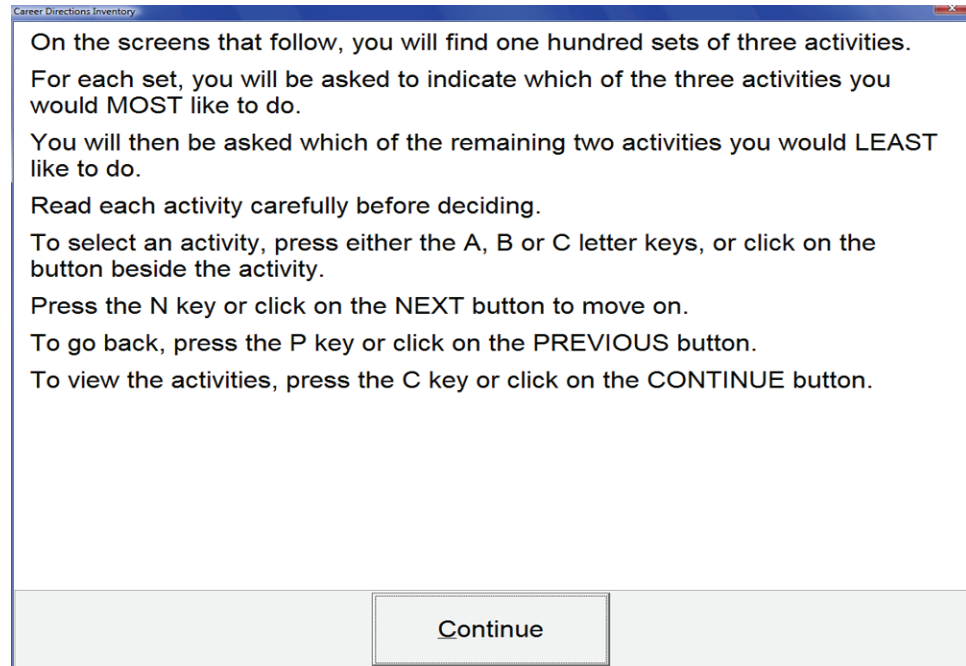 Career Directions Inventory
On the screens that follow, you will find one hundred sets of three activities.
For each set, you will be asked to indicate which of the three activities you
would MOST like to do.
You will then be asked which of the remaining two activities you would LEAST
like to do.
Read each activity carefully before deciding.
To select an activity, press either the A, B or C letter keys, or click on the
button beside the activity.
Press the N key or click on the NEXT button to move on.
To go back, press the P key or click on the PREVIOUS button.
To view the activities, press the C key or click on the CONTINUE button.
Continue